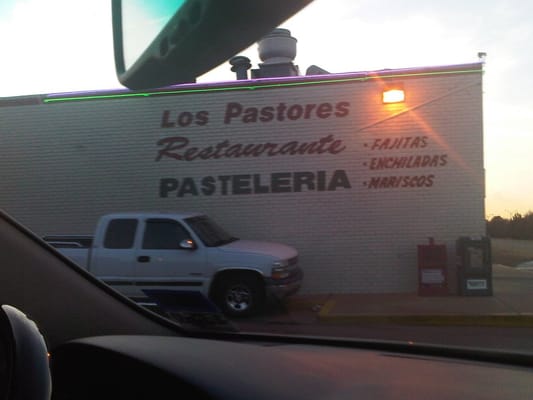 Los Pastores
Restaurante
PASTELERIA
• FAJITAS
• ENCHILADAS
• MARISCOS